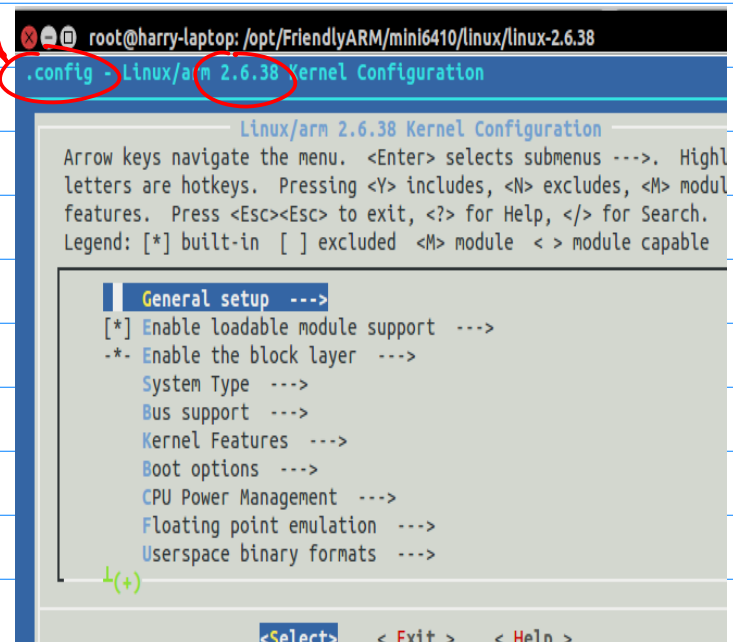 root@harry-laptop: /opt/FriendlyARM/mini6410/linux/linux-2.6.38
.config - Linux/arm 2.6.38 Kernel Configuration
Linux/arm 2.6.38 Kernel Configuration
Arrow keys navigate the menu. <Enter> selects submenus --->. Highl
letters are hotkeys. Pressing <Y> includes, <N> excludes, <M> modul
features. Press <Esc><Esc> to exit, <?> for Help, </> for Search.
Legend: [*] built-in [ ] excluded <M> module < > module capable
General setup --->
[*] Enable loadable module support --->
-*- Enable the block layer --->
System Type --->
Bus support --->
Kernel Features --->
Boot options --->
CPU Power Management --->
Floating point emulation --->
Userspace binary formats --->
┴(+)
<Select> < Exit > < Help >